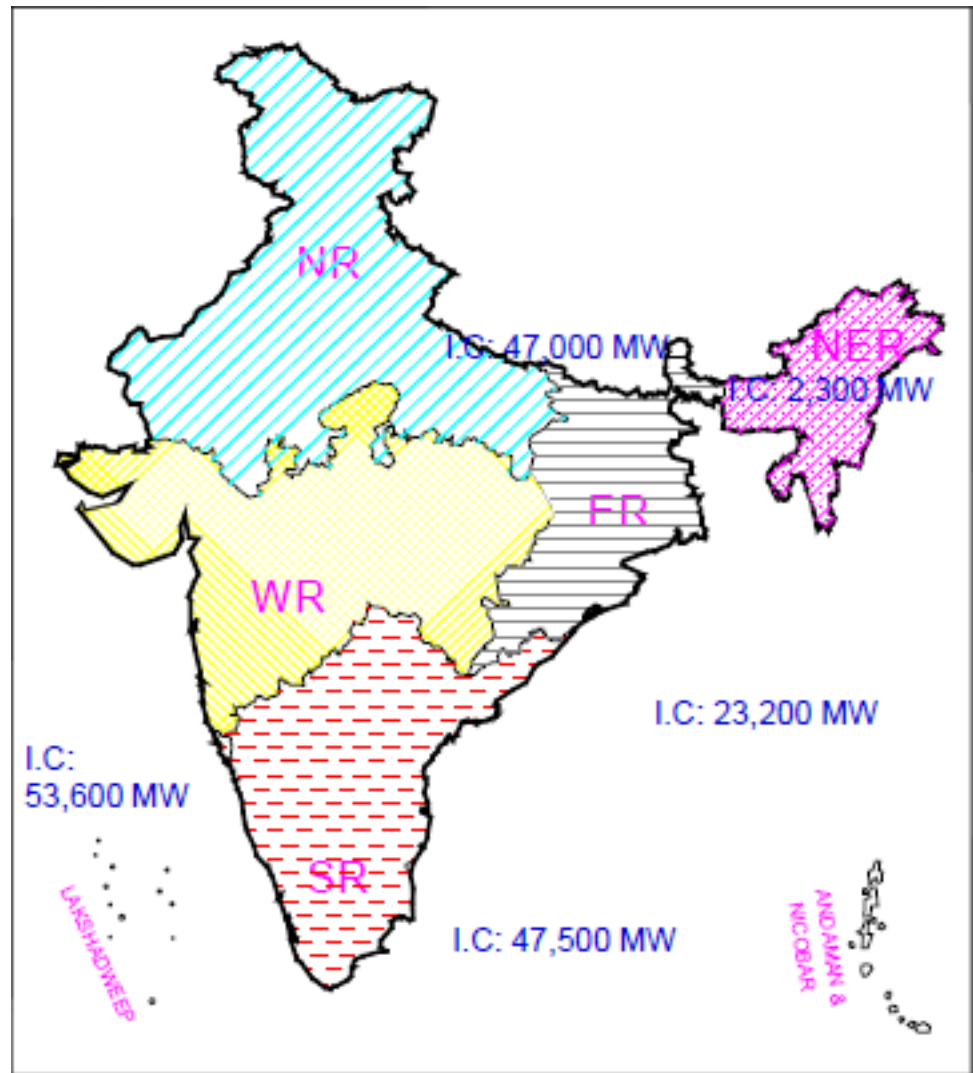 NR
I.C: 47,000 MW
NER
I.C: 2,300 MW
ER
WR
I.C: 23,200 MW
I.C:
53,600 MW
SR
I.C: 47,500 MW
LAKSHADWEEP
ANDAMAN &
NICOBAR